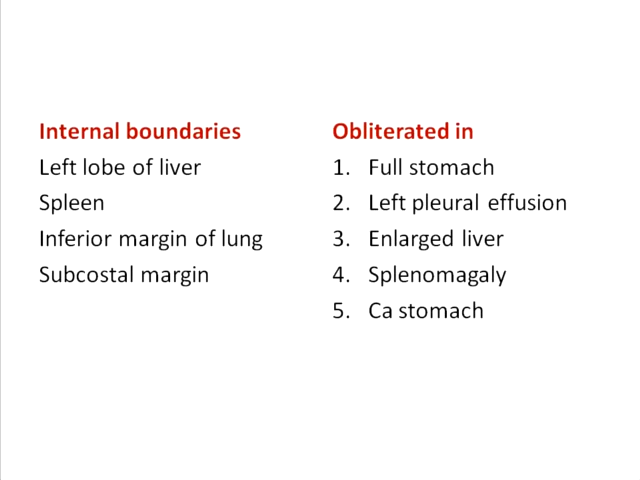 Internal boundaries
Left lobe of liver
Spleen
Inferior margin of lung
Subcostal margin
Obliterated in
1. Full stomach
2. Left pleural effusion
3. Enlarged liver
4. Splenomagaly
5. Ca stomach